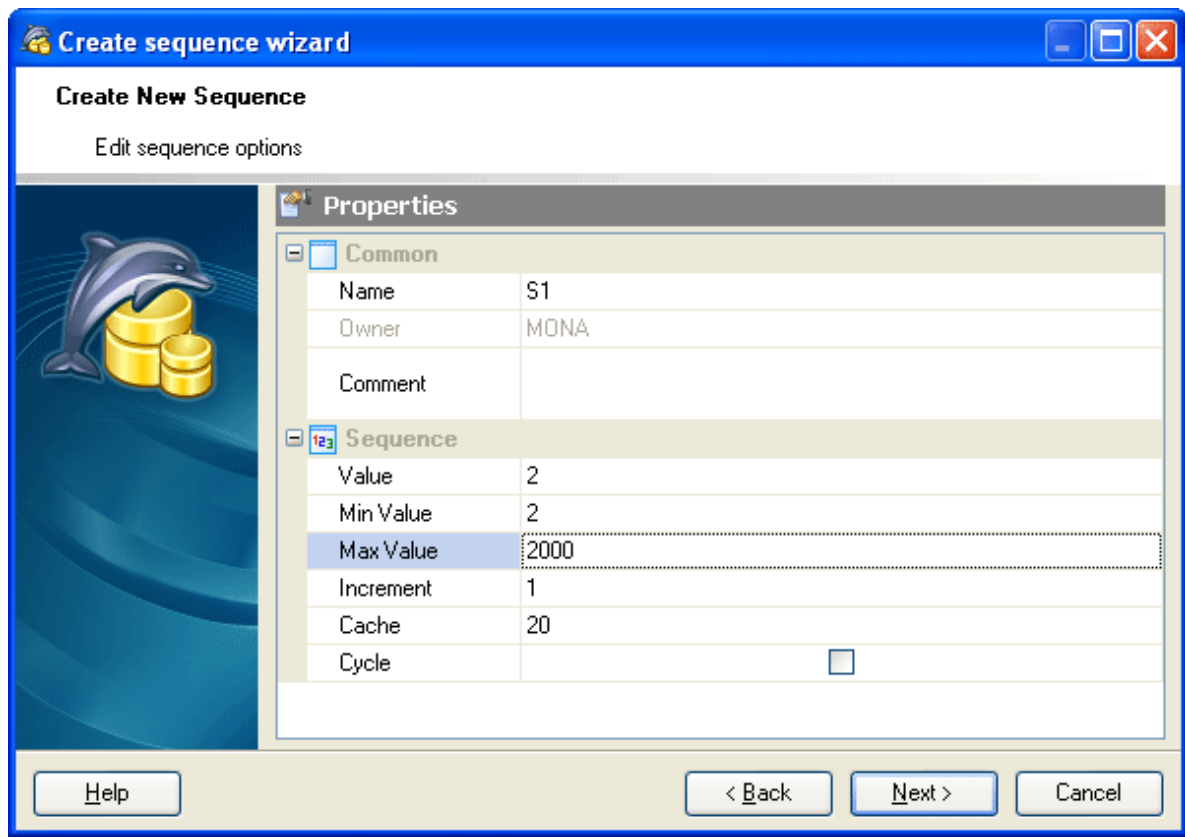 Create sequence wizard
Create New Sequence
Edit sequence options
Properties
Common
Name S1
Owner MONA
Comment
123 Sequence
Value 2
Min Value 2
Max Value 2000
Increment 1
Cache 20
Cycle
Help < Back Next > Cancel